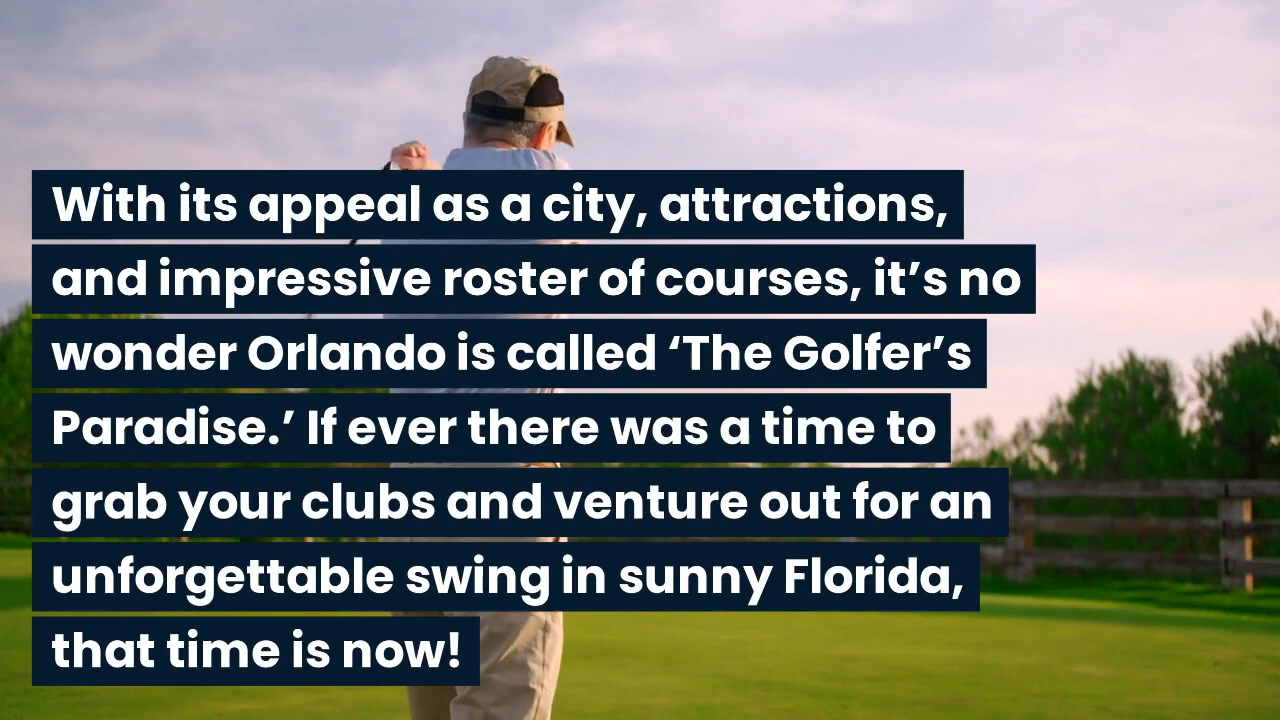 With its appeal as a city, attractions,
and impressive roster of courses, it’s no
wonder Orlando is called ‘The Golfer’s
Paradise.’ If ever there was a time to
grab your clubs and venture out for an
unforgettable swing in sunny Florida,
that time is now!